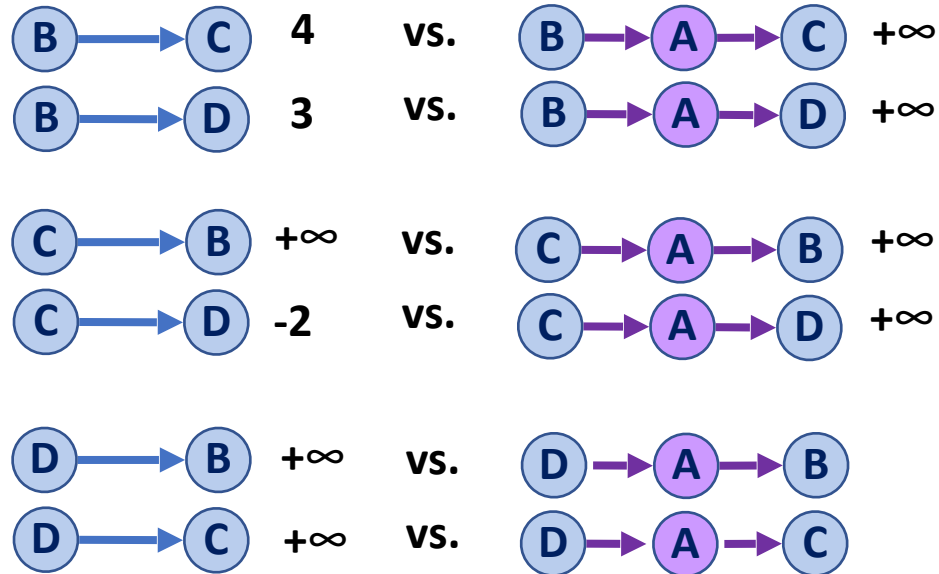 B C 4 vs. B A C +∞
B D 3 vs. B A D +∞
C B +∞ vs. C A B +∞
C D -2 vs. C A D +∞
D B +∞ vs. D A B
D C +∞ vs. D A C